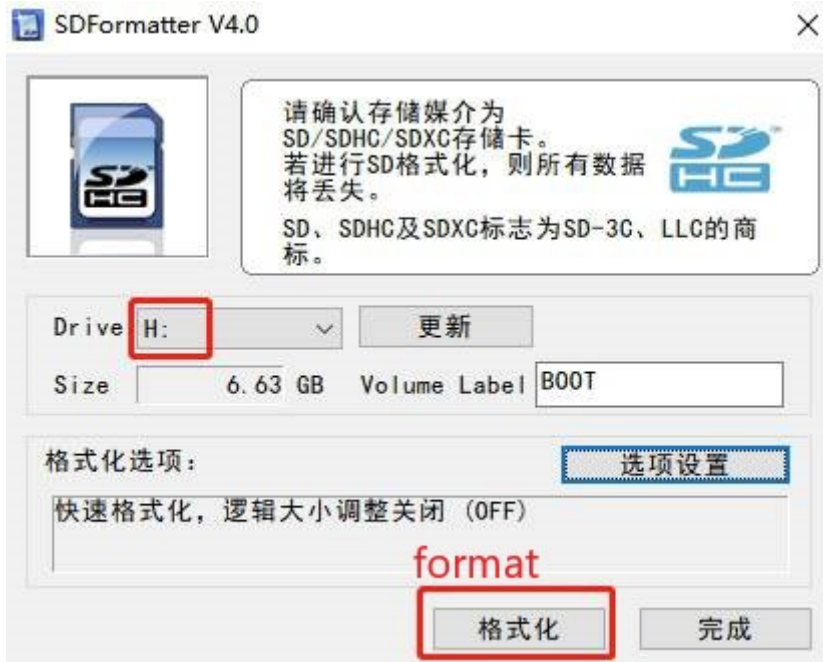 SDFormatter V4.0
请确认存储媒介为
SD/SDHC/SDXC存储卡。
若进行SD格式化，则所有数据
将丢失。
SD、SDHC及SDXC标志为SD-3C、LLC的商
标。
SD
HC
SD
HC
Drive H: 更新
Size 6.63 GB Volume Label BOOT
格式化选项： 选项设置
快速格式化，逻辑大小调整关闭 (OFF)
format
格式化 完成